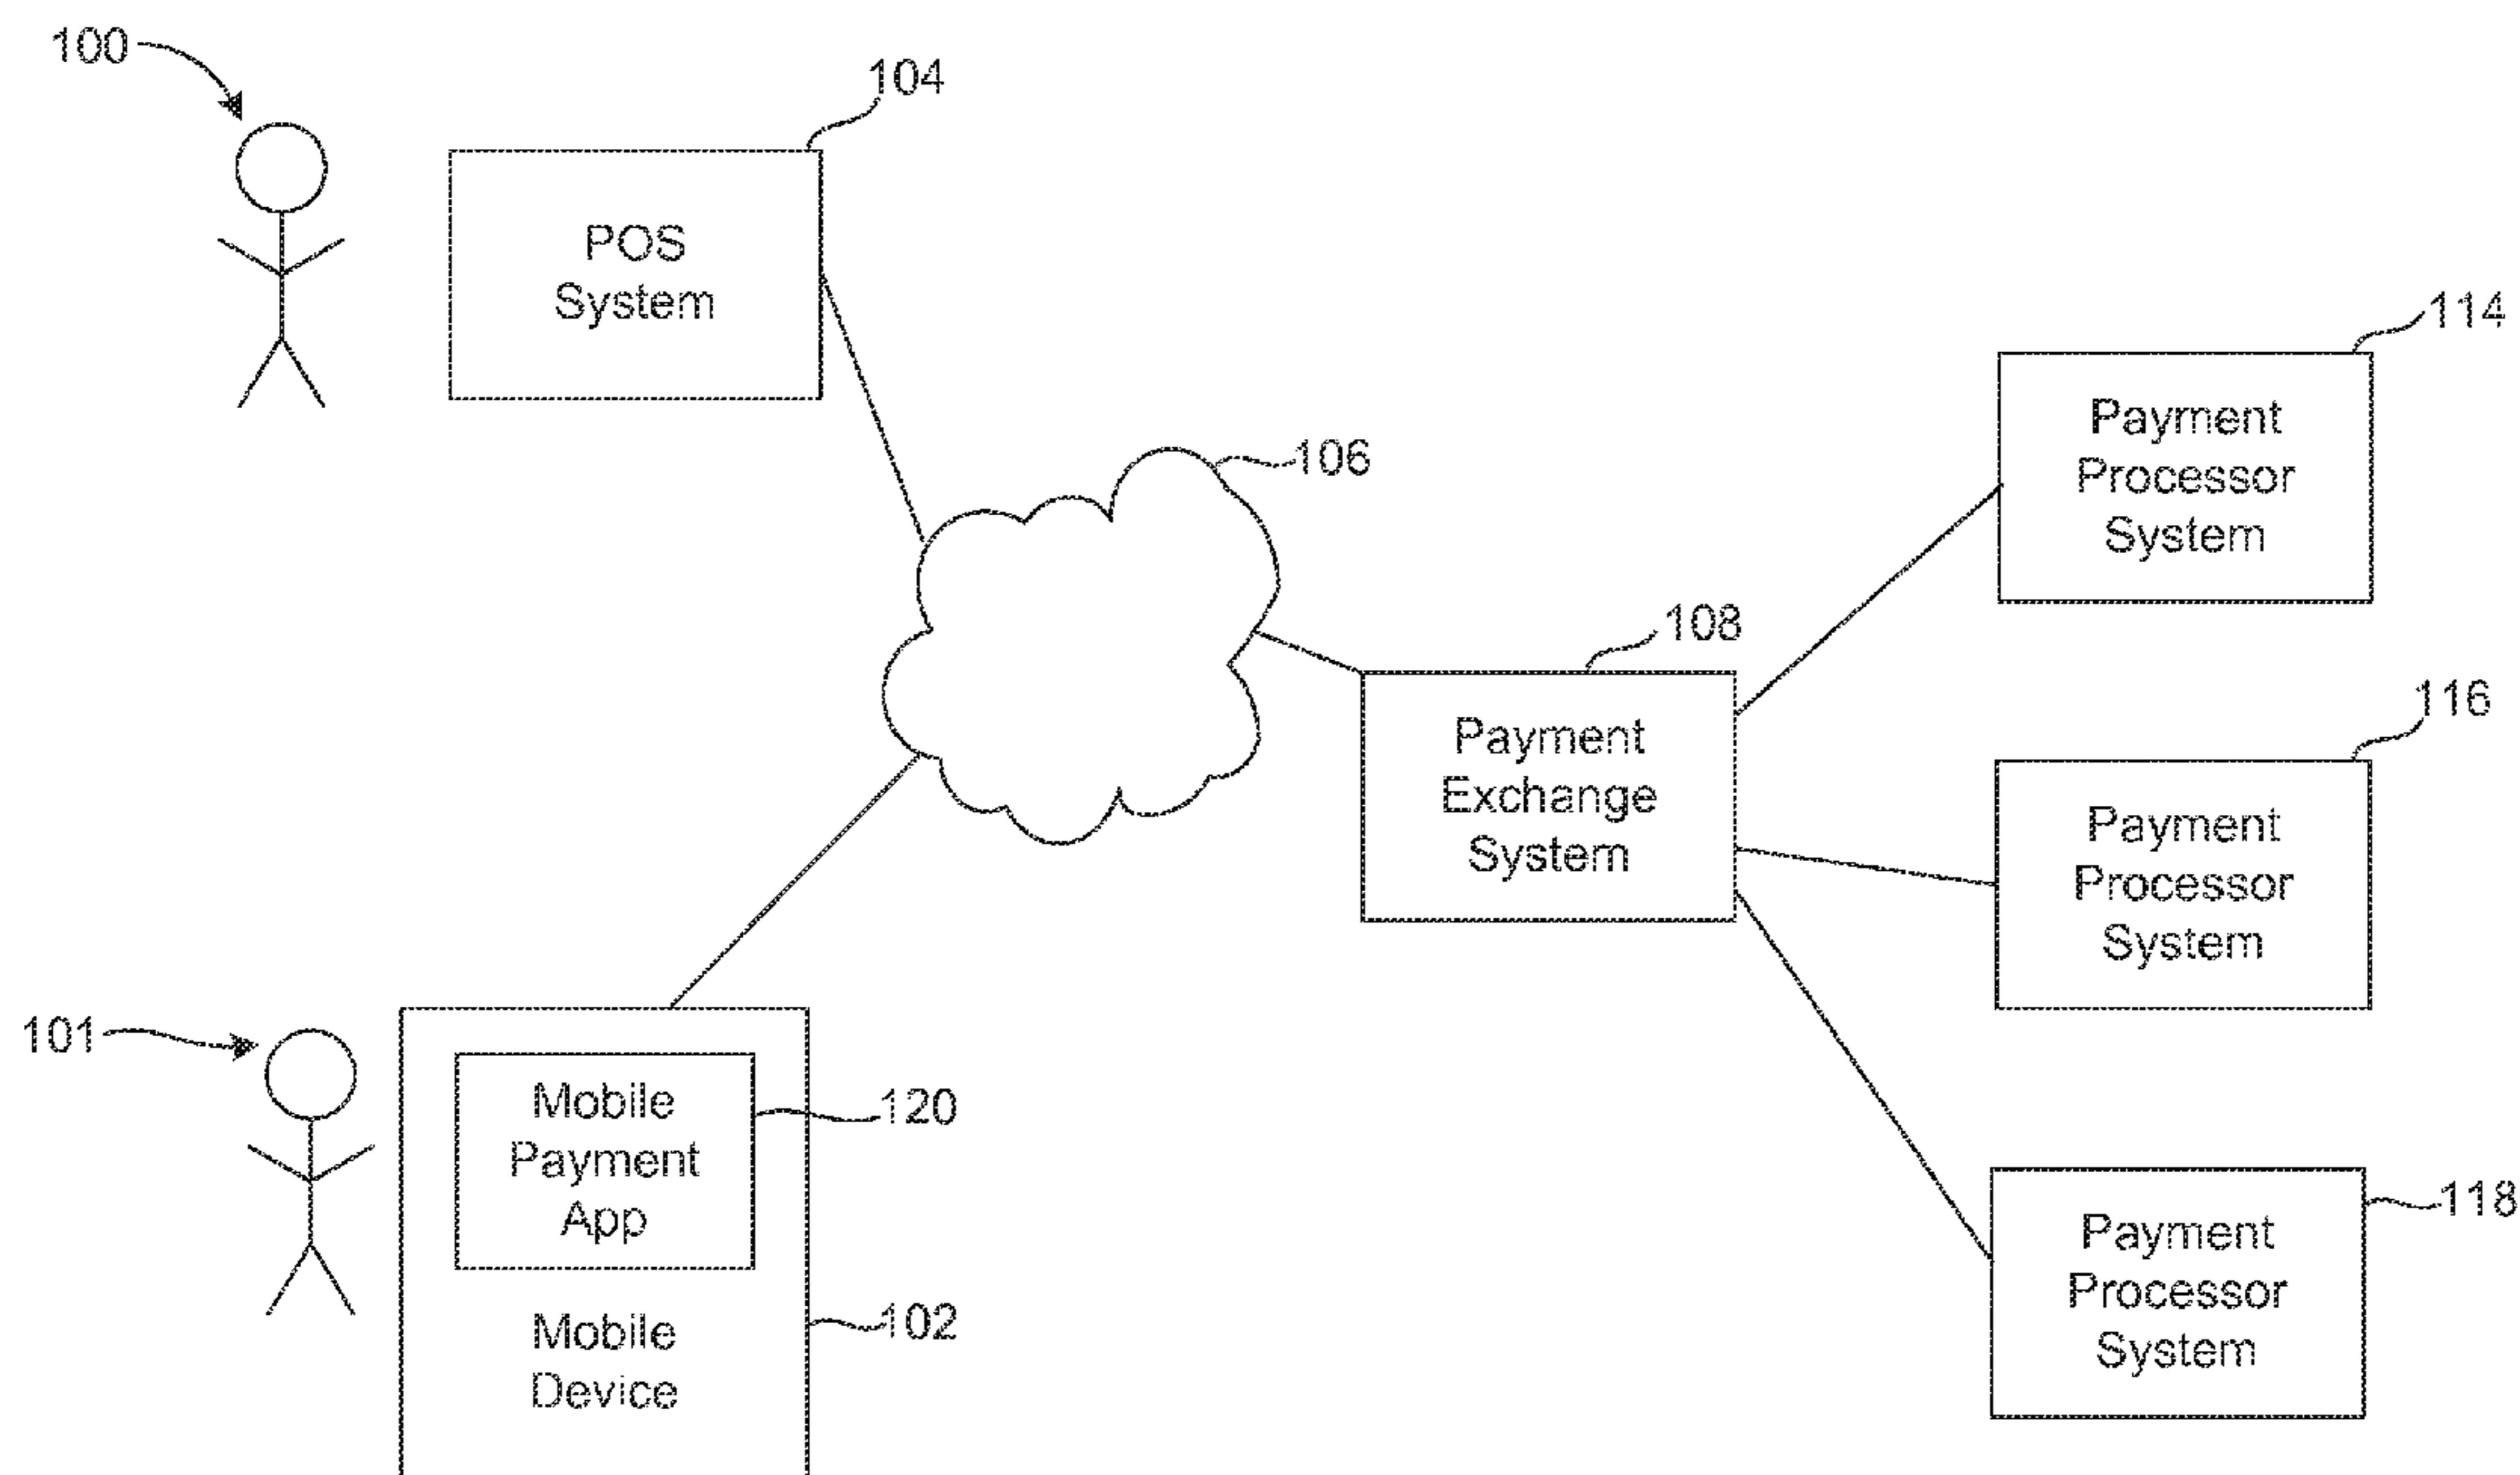 100
104
POS
System
114
Payment
Processor
System
106
108
Payment
Exchange
System
116
Payment
Processor
System
101
Mobile
Payment
App
120
Mobile
Device
102
118
Payment
Processor
System